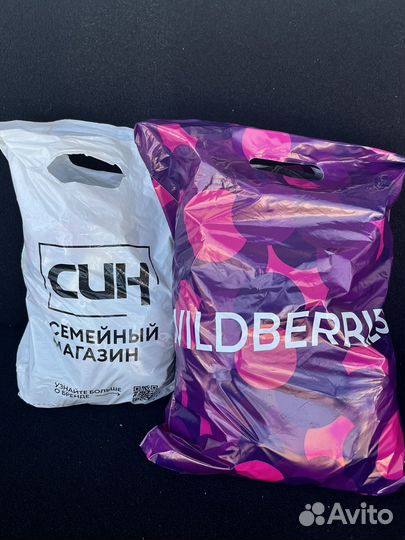 СИН
СЕМЕЙНЫЙ
МАГАЗИН
УЗНАЙТЕ БОЛЬШЕ
О БРЕНДЕ
WILDBERRIES
Avito